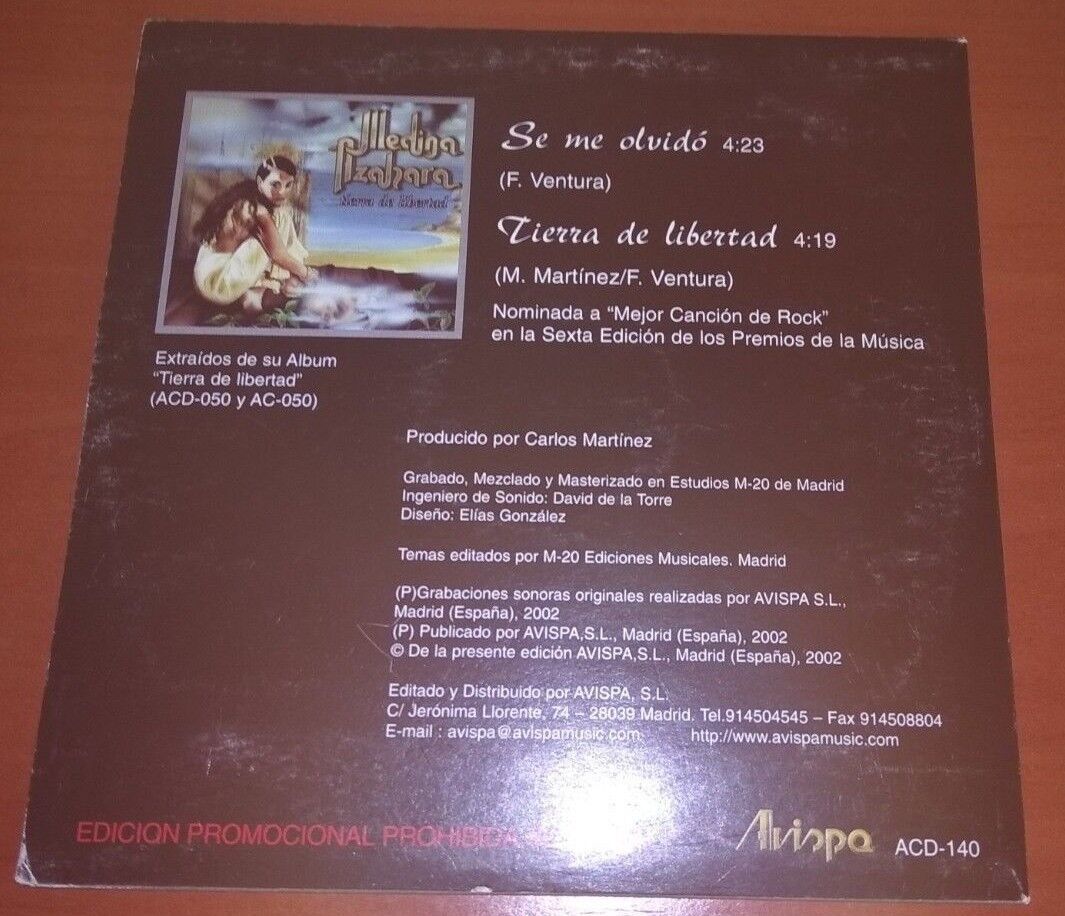 Medina
Azahara
tierra de libertad
Se me olvidó 4:23
(F. Ventura)
Tierra de libertad 4:19
(M. Martínez/F. Ventura)
Nominada a “Mejor Canción de Rock”
en la Sexta Edición de los Premios de la Música
Extraídos de su Album
“Tierra de libertad”
(ACD-050 y AC-050)
Producido por Carlos Martínez
Grabado, Mezclado y Masterizado en Estudios M-20 de Madrid
Ingeniero de Sonido: David de la Torre
Diseño: Elías González
Temas editados por M-20 Ediciones Musicales. Madrid
(P)Grabaciones sonoras originales realizadas por AVISPA S.L.,
Madrid (España), 2002
(P) Publicado por AVISPA,S.L., Madrid (España), 2002
© De la presente edición AVISPA,S.L., Madrid (España), 2002
Editado y Distribuido por AVISPA, S.L.
C/ Jerónima Llorente, 74 – 28039 Madrid. Tel.914504545 – Fax 914508804
E-mail : avispa@avispamusic.com http://www.avispamusic.com
EDICION PROMOCIONAL PROHIBIDA
Avispa ACD-140